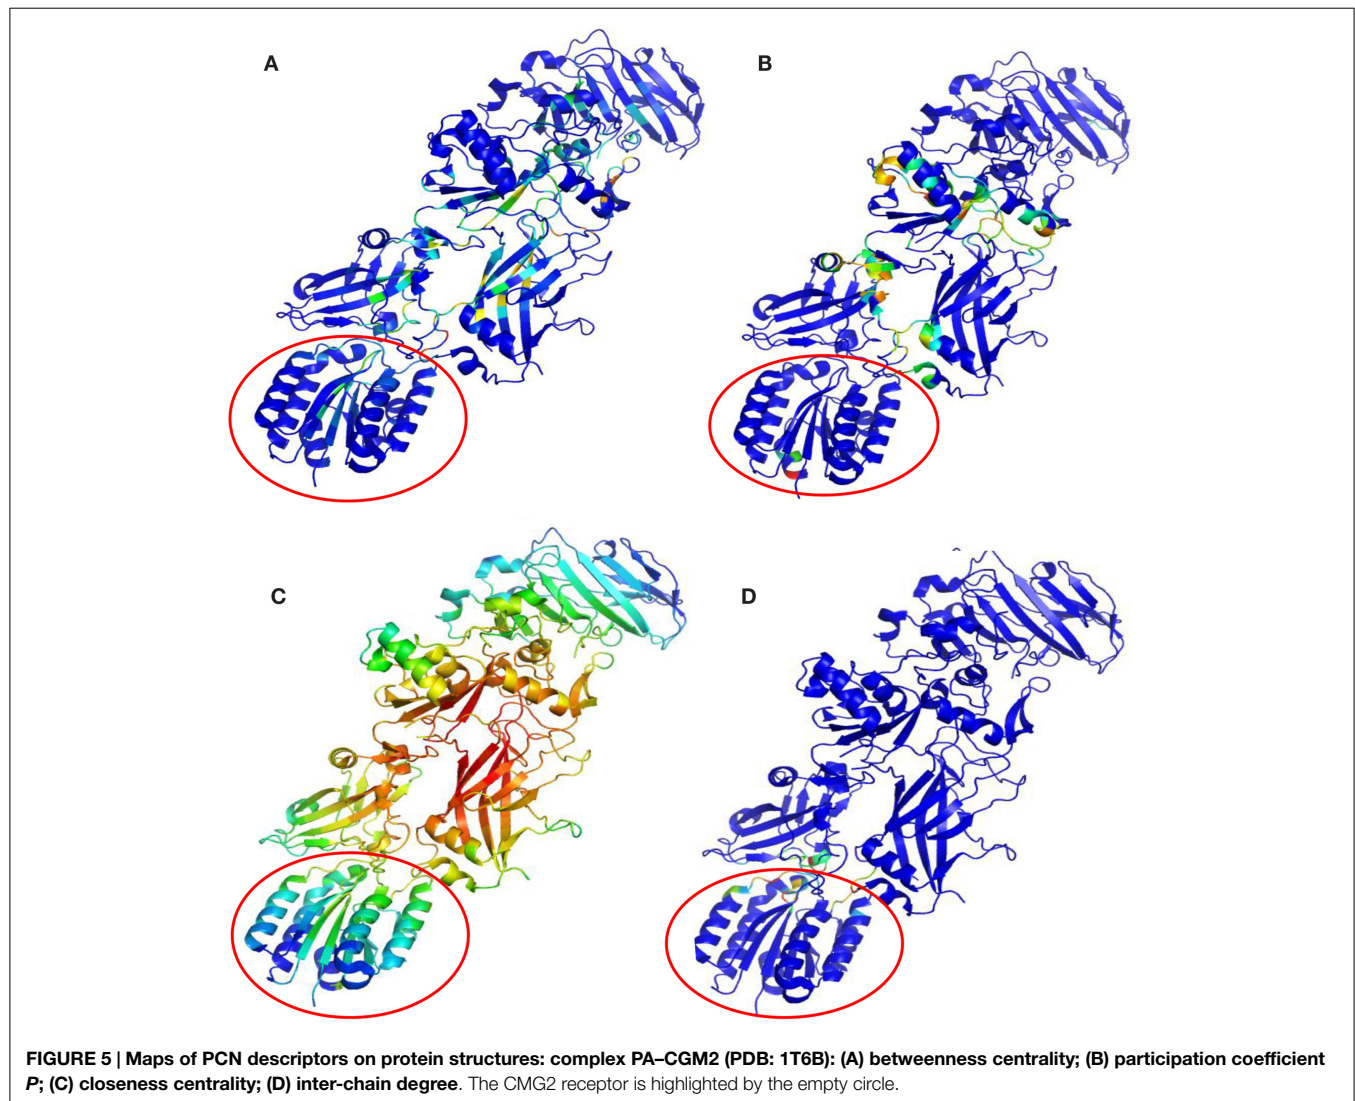 A
B
C
D
FIGURE 5 | Maps of PCN descriptors on protein structures: complex PA–CGM2 (PDB: 1T6B): (A) betweenness centrality; (B) participation coefficient
P; (C) closeness centrality; (D) inter-chain degree. The CMG2 receptor is highlighted by the empty circle.